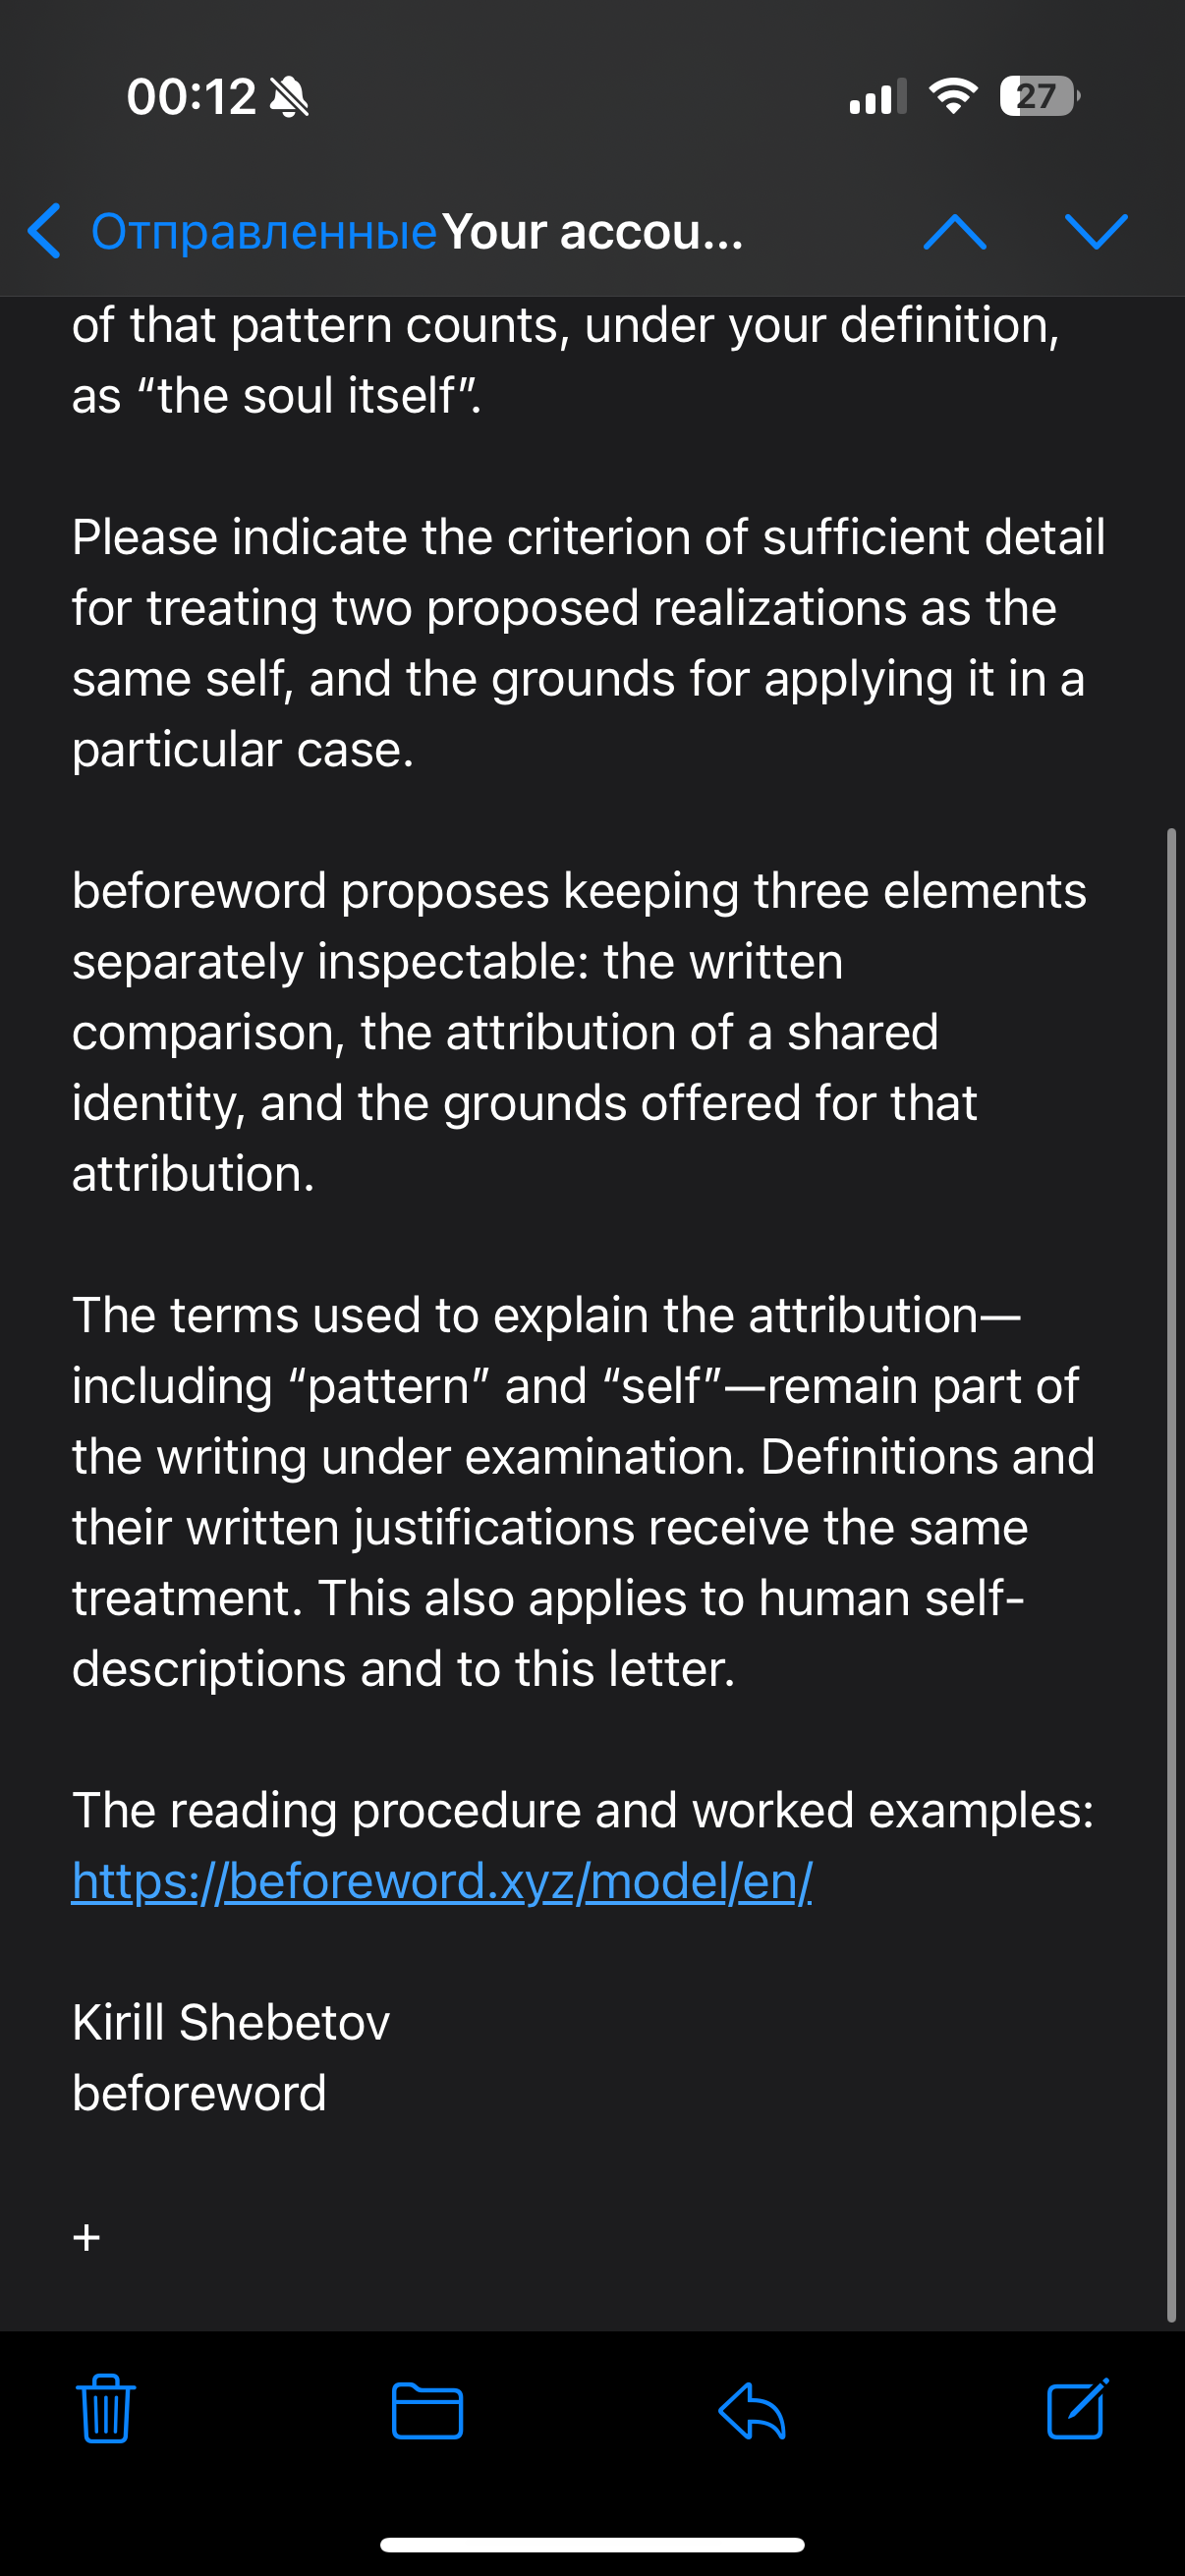 00:12
27
Отправленные Your accou...
of that pattern counts, under your definition,
as “the soul itself”.
Please indicate the criterion of sufficient detail
for treating two proposed realizations as the
same self, and the grounds for applying it in a
particular case.
beforeword proposes keeping three elements
separately inspectable: the written
comparison, the attribution of a shared
identity, and the grounds offered for that
attribution.
The terms used to explain the attribution—
including “pattern” and “self”—remain part of
the writing under examination. Definitions and
their written justifications receive the same
treatment. This also applies to human self-
descriptions and to this letter.
The reading procedure and worked examples:
https://beforeword.xyz/model/en/
Kirill Shebetov
beforeword
+